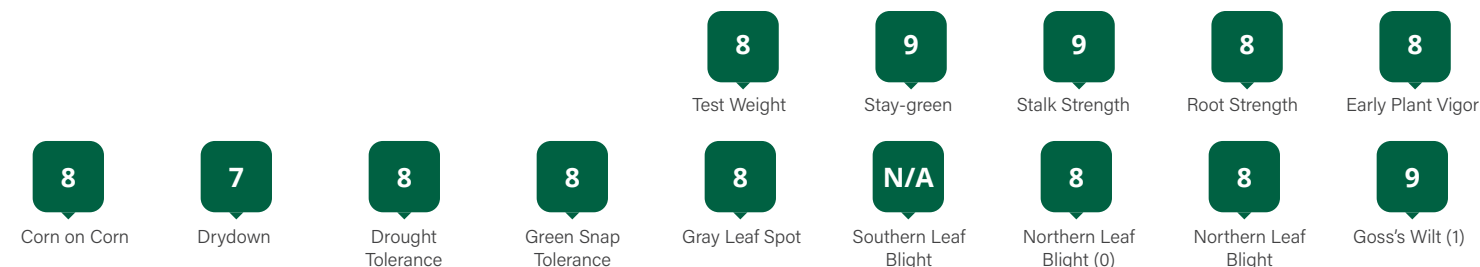 8 9 9 8 8
Test Weight Stay-green Stalk Strength Root Strength Early Plant Vigor
8 7 8 8 8 N/A 8 8 9
Corn on Corn Drydown Drought Green Snap Gray Leaf Spot Southern Leaf Northern Leaf Northern Leaf Goss's Wilt (1)
Tolerance Tolerance Blight Blight (0) Blight